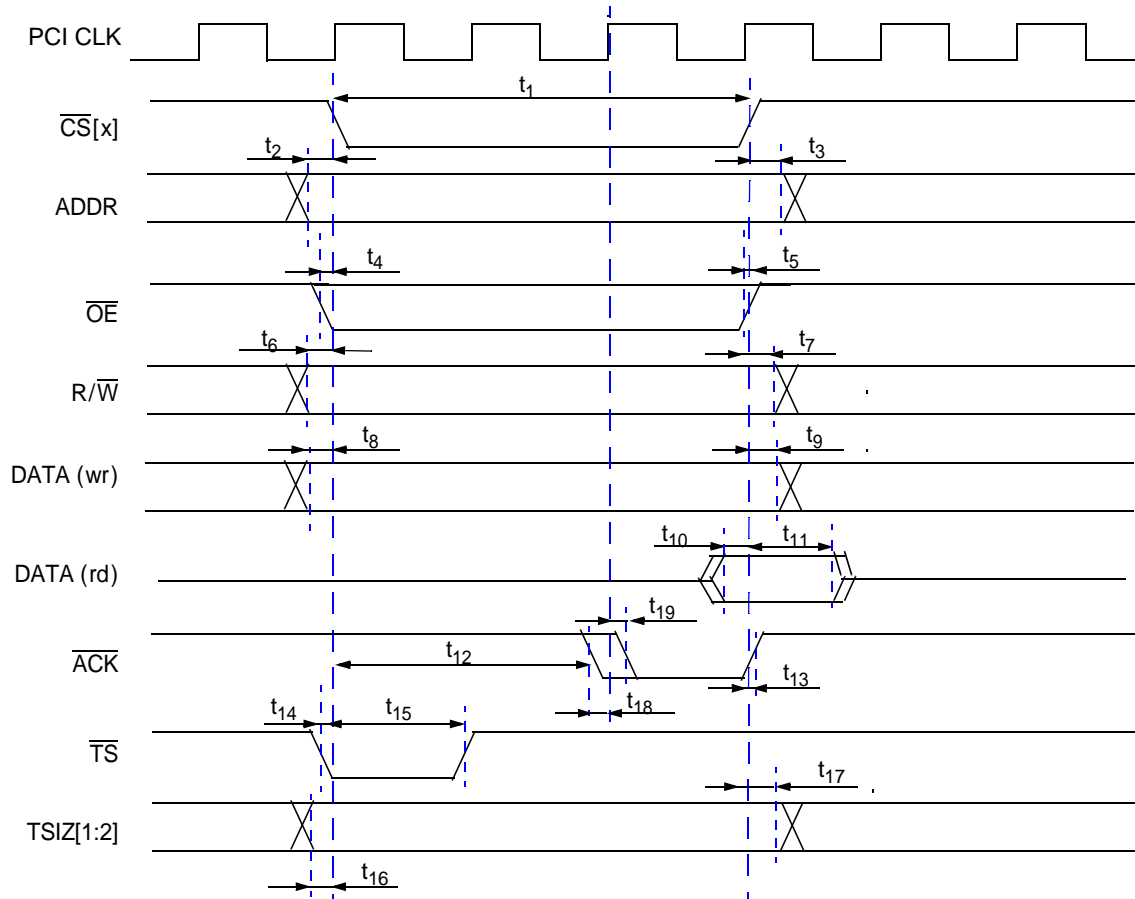 PCI CLK
t1
CS[x]
t2
t3
ADDR
t4
t5
OE
t6
t7
R/W
t8
t9
DATA (wr)
t10
t11
DATA (rd)
t19
ACK
t12
t13
t18
t14
t15
TS
t17
TSIZ[1:2]
t16